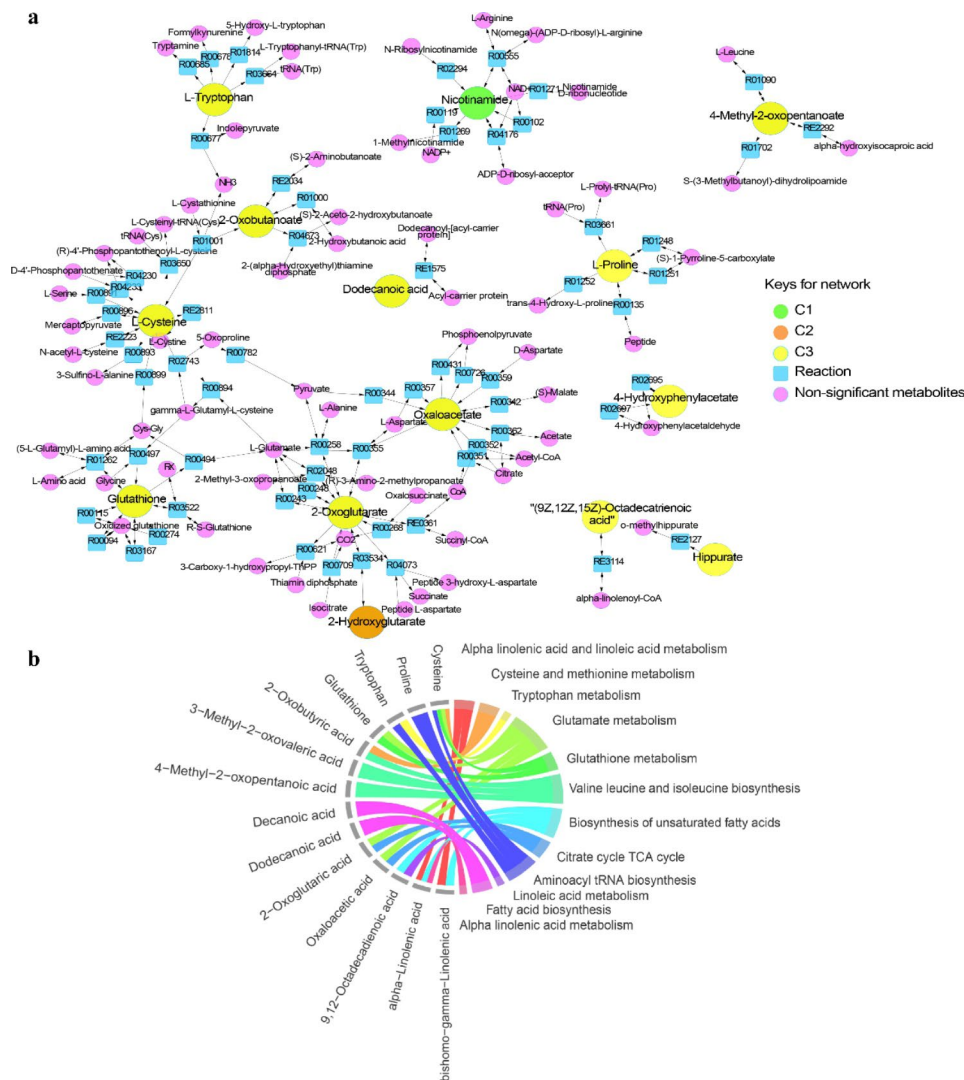 a
5-Hydroxy-L-tryptophan
Formylkynurenine
Tryptamine
R01814
R00678
R00685
L-Tryptophanyl-tRNA(Trp)
R03664
tRNA(Trp)
L-Tryptophan
R00677
Indolepyruvate
NH3
L-Arginine
N(omega)-(ADP-D-ribosyl)-L-arginine
N-Ribosylnicotinamide
R00555
R02294
Nicotinamide
NAD+
R01271
Nicotinamide
D-ribonucleotide
R00119
R01269
R00102
R04176
1-Methylnicotinamide
NADP+
ADP-D-ribosyl-acceptor
L-Leucine
R01090
4-Methyl-2-oxopentanoate
RE2292
R01702
alpha-hydroxyisocaproic acid
S-(3-Methylbutanoyl)-dihydrolipoamide
(S)-2-Aminobutanoate
RE2034
R01000
(S)-2-Aceto-2-hydroxybutanoate
2-Oxobutanoate
R04673
2-Hydroxybutanoic acid
2-(alpha-Hydroxyethyl)thiamine
diphosphate
L-Cystathionine
L-Cysteinyl-tRNA(Cys)
R01001
tRNA(Cys)
(R)-4'-Phosphopantothenoyl-L-cysteine
R03650
D-4'-Phosphopantothenate
R04230
L-Serine
R00896
RE2811
L-Cysteine
Mercaptopyruvate
RE2223
L-Cystine
N-acetyl-L-cysteine
R00893
3-Sulfino-L-alanine
R00899
R02743
5-Oxoproline
R00782
R00894
gamma-L-Glutamyl-L-cysteine
Dodecanoyl-[acyl-carrier
protein]
RE1575
Dodecanoic acid
Acyl-carrier protein
L-Prolyl-tRNA(Pro)
tRNA(Pro)
R03661
R01248
L-Proline
(S)-1-Pyrroline-5-carboxylate
R01251
R01252
trans-4-Hydroxy-L-proline
R00135
Peptide
Keys for network
C1
C2
C3
Reaction
Non-significant metabolites
Phosphoenolpyruvate
R00431
R00726
D-Aspartate
R00357
R00359
Pyruvate
R00344
(S)-Malate
R00342
Oxaloacetate
L-Alanine
L-Aspartate
R00362
R00352
Acetate
R00351
Acetyl-CoA
Citrate
R00258
R00355
L-Glutamate
R02048
(R)-3-Amino-2-methylpropanoate
2-Methyl-3-oxopropanoate
R00248
R00243
Oxalosuccinate
CoA
2-Oxoglutarate
R00268
RE0361
Succinyl-CoA
CO2
R00621
R03534
R04073
3-Carboxy-1-hydroxypropyl-ThPP
R00709
Thiamin diphosphate
Peptide 3-hydroxy-L-aspartate
Succinate
Isocitrate
Peptide L-aspartate
2-Hydroxyglutarate
Cys-Gly
(5-L-Glutamyl)-L-amino acid
R00497
R00494
R01262
L-Amino acid
Glycine
RX
Glutathione
R03522
R-S-Glutathione
R00115
Oxidized glutathione
R00274
R00094
R03167
R02695
4-Hydroxyphenylacetate
R02697
4-Hydroxyphenylacetaldehyde
"(9Z,12Z,15Z)-Octadecatrienoic
acid"
o-methylhippurate
RE2127
Hippurate
RE3114
alpha-linolenoyl-CoA
b
Cysteine
Proline
Tryptophan
Glutathione
2−Oxobutyric acid
3−Methyl−2−oxovaleric acid
4−Methyl−2−oxopentanoic acid
Decanoic acid
Dodecanoic acid
2−Oxoglutaric acid
Oxaloacetic acid
9,12−Octadecadienoic acid
alpha−Linolenic acid
bishomo−gamma−Linolenic acid
Alpha linolenic acid and linoleic acid metabolism
Cysteine and methionine metabolism
Tryptophan metabolism
Glutamate metabolism
Glutathione metabolism
Valine leucine and isoleucine biosynthesis
Biosynthesis of unsaturated fatty acids
Citrate cycle TCA cycle
Aminoacyl tRNA biosynthesis
Linoleic acid metabolism
Fatty acid biosynthesis
Alpha linolenic acid metabolism